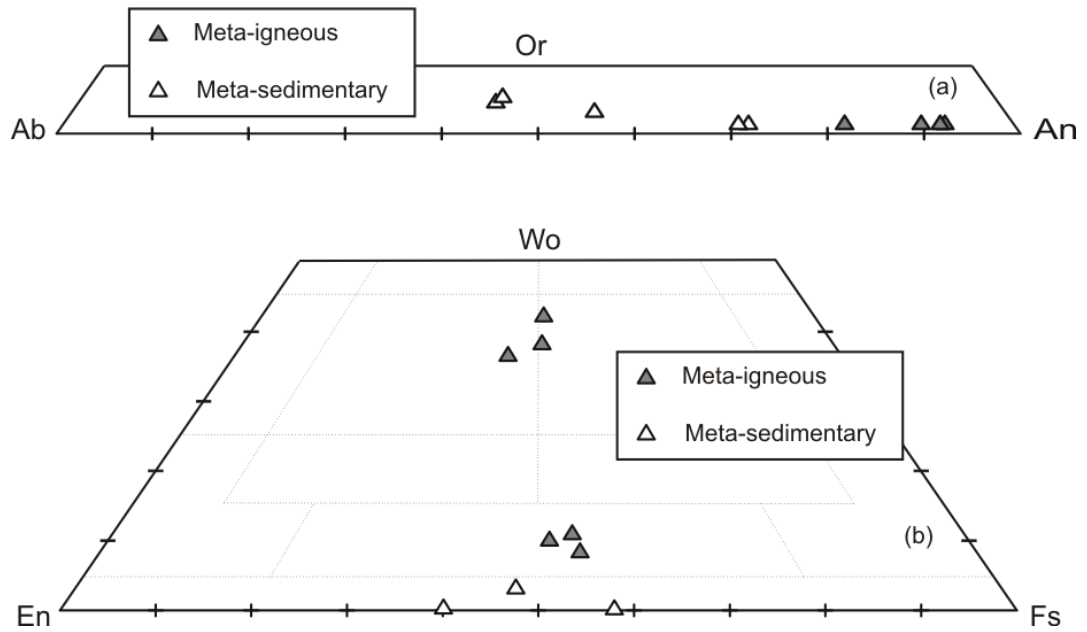 Meta-igneous
Or
Meta-sedimentary
(a)
Ab
An
Wo
Meta-igneous
Meta-sedimentary
(b)
En
Fs